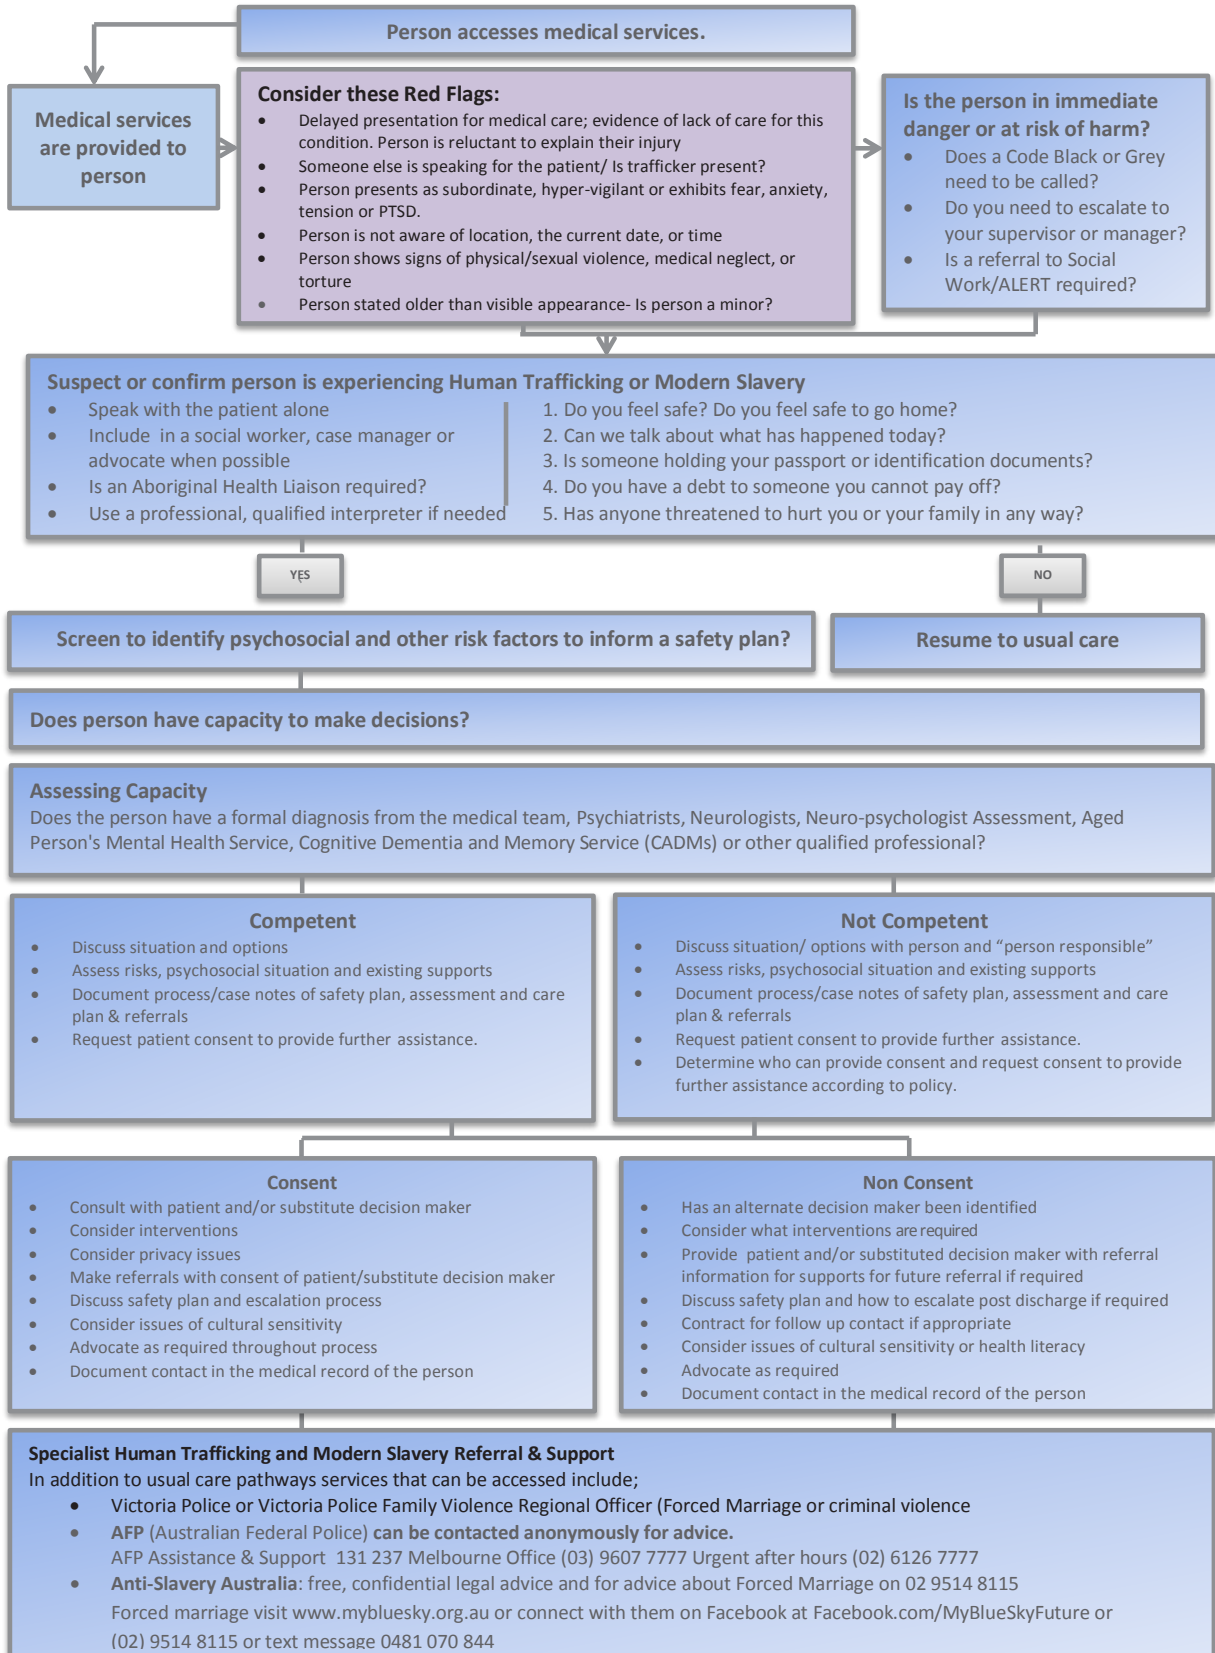 Person accesses medical services.
Medical services
are provided to
person
Consider these Red Flags:
• Delayed presentation for medical care; evidence of lack of care for this
condition. Person is reluctant to explain their injury
• Someone else is speaking for the patient/ Is trafficker present?
• Person presents as subordinate, hyper-vigilant or exhibits fear, anxiety,
tension or PTSD.
• Person is not aware of location, the current date, or time
• Person shows signs of physical/sexual violence, medical neglect, or
torture
• Person stated older than visible appearance- Is person a minor?
Is the person in immediate
danger or at risk of harm?
• Does a Code Black or Grey
need to be called?
• Do you need to escalate to
your supervisor or manager?
• Is a referral to Social
Work/ALERT required?
Suspect or confirm person is experiencing Human Trafficking or Modern Slavery
• Speak with the patient alone
• Include in a social worker, case manager or
advocate when possible
• Is an Aboriginal Health Liaison required?
• Use a professional, qualified interpreter if needed
1. Do you feel safe? Do you feel safe to go home?
2. Can we talk about what has happened today?
3. Is someone holding your passport or identification documents?
4. Do you have a debt to someone you cannot pay off?
5. Has anyone threatened to hurt you or your family in any way?
YES
NO
Screen to identify psychosocial and other risk factors to inform a safety plan?
Resume to usual care
Does person have capacity to make decisions?
Assessing Capacity
Does the person have a formal diagnosis from the medical team, Psychiatrists, Neurologists, Neuro-psychologist Assessment, Aged
Person's Mental Health Service, Cognitive Dementia and Memory Service (CADMs) or other qualified professional?
Competent
• Discuss situation and options
• Assess risks, psychosocial situation and existing supports
• Document process/case notes of safety plan, assessment and care
plan & referrals
• Request patient consent to provide further assistance.
Not Competent
• Discuss situation/ options with person and “person responsible”
• Assess risks, psychosocial situation and existing supports
• Document process/case notes of safety plan, assessment and care
plan & referrals
• Request patient consent to provide further assistance.
• Determine who can provide consent and request consent to provide
further assistance according to policy.
Consent
• Consult with patient and/or substitute decision maker
• Consider interventions
• Consider privacy issues
• Make referrals with consent of patient/substitute decision maker
• Discuss safety plan and escalation process
• Consider issues of cultural sensitivity
• Advocate as required throughout process
• Document contact in the medical record of the person
Non Consent
• Has an alternate decision maker been identified
• Consider what interventions are required
• Provide patient and/or substituted decision maker with referral
information for supports for future referral if required
• Discuss safety plan and how to escalate post discharge if required
• Contract for follow up contact if appropriate
• Consider issues of cultural sensitivity or health literacy
• Advocate as required
• Document contact in the medical record of the person
Specialist Human Trafficking and Modern Slavery Referral & Support
In addition to usual care pathways services that can be accessed include;
• Victoria Police or Victoria Police Family Violence Regional Officer (Forced Marriage or criminal violence
• AFP (Australian Federal Police) can be contacted anonymously for advice.
AFP Assistance & Support 131 237 Melbourne Office (03) 9607 7777 Urgent after hours (02) 6126 7777
• Anti-Slavery Australia: free, confidential legal advice and for advice about Forced Marriage on 02 9514 8115
Forced marriage visit www.mybluesky.org.au or connect with them on Facebook at Facebook.com/MyBlueSkyFuture or
(02) 9514 8115 or text message 0481 070 844